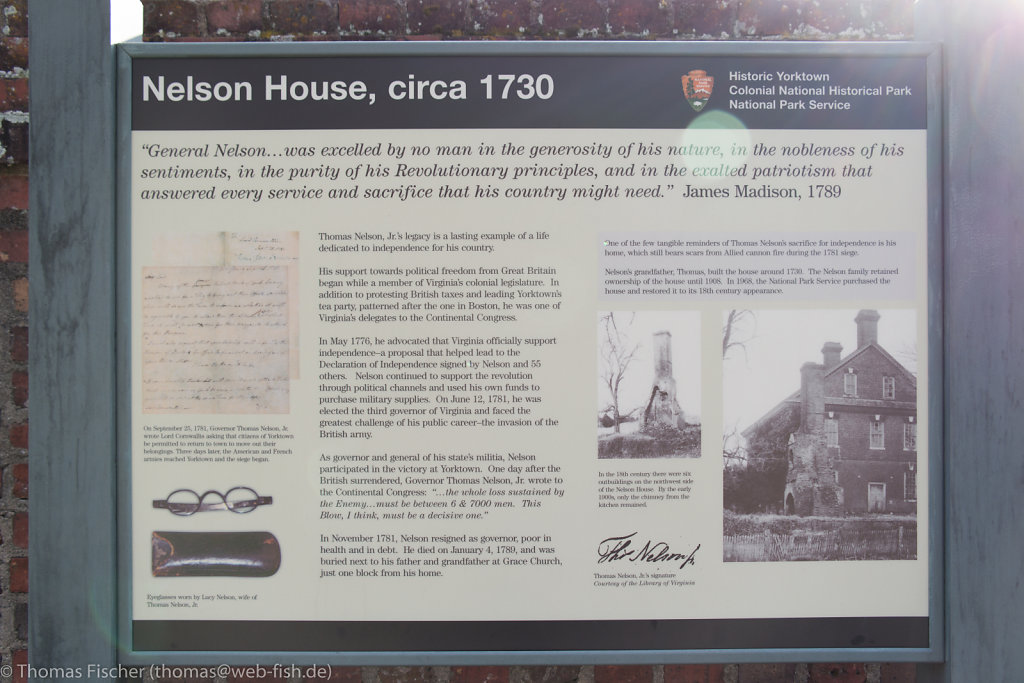 Nelson House, circa 1730
Historic Yorktown
Colonial National Historical Park
National Park Service
“General Nelson...was excelled by no man in the generosity of his nature, in the nobleness of his
sentiments, in the purity of his Revolutionary principles, and in the exalted patriotism that
answered every service and sacrifice that his country might need.” James Madison, 1789
On September 25, 1781, Governor Thomas Nelson, Jr.
wrote Lord Cornwallis asking that citizens of Yorktown
be permitted to return to town to move out their
belongings. Three days later, the American and French
armies reached Yorktown and the siege began.
Eyeglasses worn by Lucy Nelson, wife of
Thomas Nelson, Jr.
Thomas Nelson, Jr.'s legacy is a lasting example of a life
dedicated to independence for his country.
His support towards political freedom from Great Britain
began while a member of Virginia's colonial legislature. In
addition to protesting British taxes and leading Yorktown's
tea party, patterned after the one in Boston, he was one of
Virginia's delegates to the Continental Congress.
In May 1776, he advocated that Virginia officially support
independence–a proposal that helped lead to the
Declaration of Independence signed by Nelson and 55
others. Nelson continued to support the revolution
through political channels and used his own funds to
purchase military supplies. On June 12, 1781, he was
elected the third governor of Virginia and faced the
greatest challenge of his public career–the invasion of the
British army.
As governor and general of his state's militia, Nelson
participated in the victory at Yorktown. One day after the
British surrendered, Governor Thomas Nelson, Jr. wrote to
the Continental Congress: “...the whole loss sustained by
the Enemy...must be between 6 & 7000 men. This
Blow, I think, must be a decisive one.”
In November 1781, Nelson resigned as governor, poor in
health and in debt. He died on January 4, 1789, and was
buried next to his father and grandfather at Grace Church,
just one block from his home.
One of the few tangible reminders of Thomas Nelson's sacrifice for independence is his
home, which still bears scars from Allied cannon fire during the 1781 siege.
Nelson's grandfather, Thomas, built the house around 1730. The Nelson family retained
ownership of the house until 1908. In 1968, the National Park Service purchased the
house and restored it to its 18th century appearance.
In the 18th century there were six
outbuildings on the northwest side
of the Nelson House. By the early
1900s, only the chimney from the
kitchen remained.
Thos Nelson jr.
Thomas Nelson, Jr.'s signature
Courtesy of the Library of Virginia
© Thomas Fischer (thomas@web-fish.de)